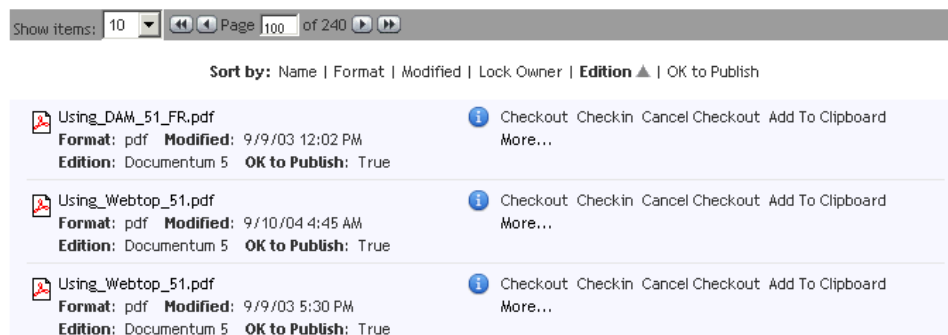 Show items: 10 Page 100 of 240
Sort by: Name | Format | Modified | Lock Owner | Edition | OK to Publish
Using_DAM_51_FR.pdf Checkout Checkin Cancel Checkout Add To Clipboard
Format: pdf Modified: 9/9/03 12:02 PM More...
Edition: Documentum 5 OK to Publish: True
Using_Webtop_51.pdf Checkout Checkin Cancel Checkout Add To Clipboard
Format: pdf Modified: 9/10/04 4:45 AM More...
Edition: Documentum 5 OK to Publish: True
Using_Webtop_51.pdf Checkout Checkin Cancel Checkout Add To Clipboard
Format: pdf Modified: 9/9/03 5:30 PM More...
Edition: Documentum 5 OK to Publish: True